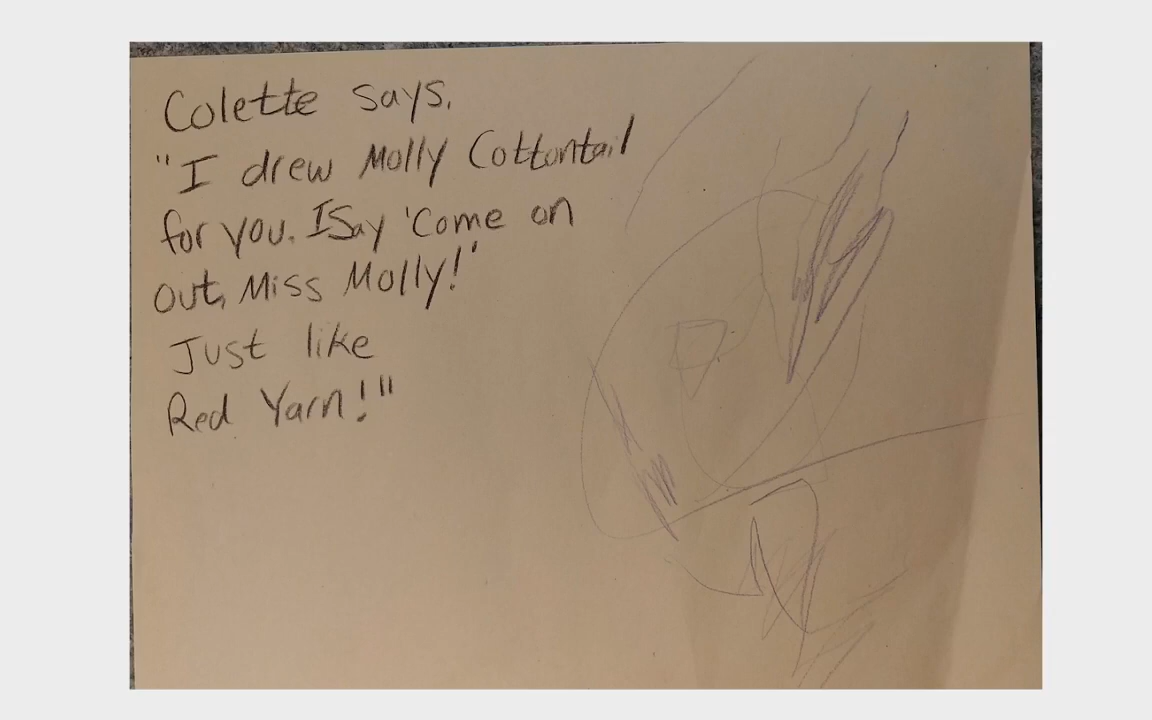 Colette says,
"I drew Molly Cottontail
for you. I Say 'Come on
out, Miss Molly!'
Just like
Red Yarn!"